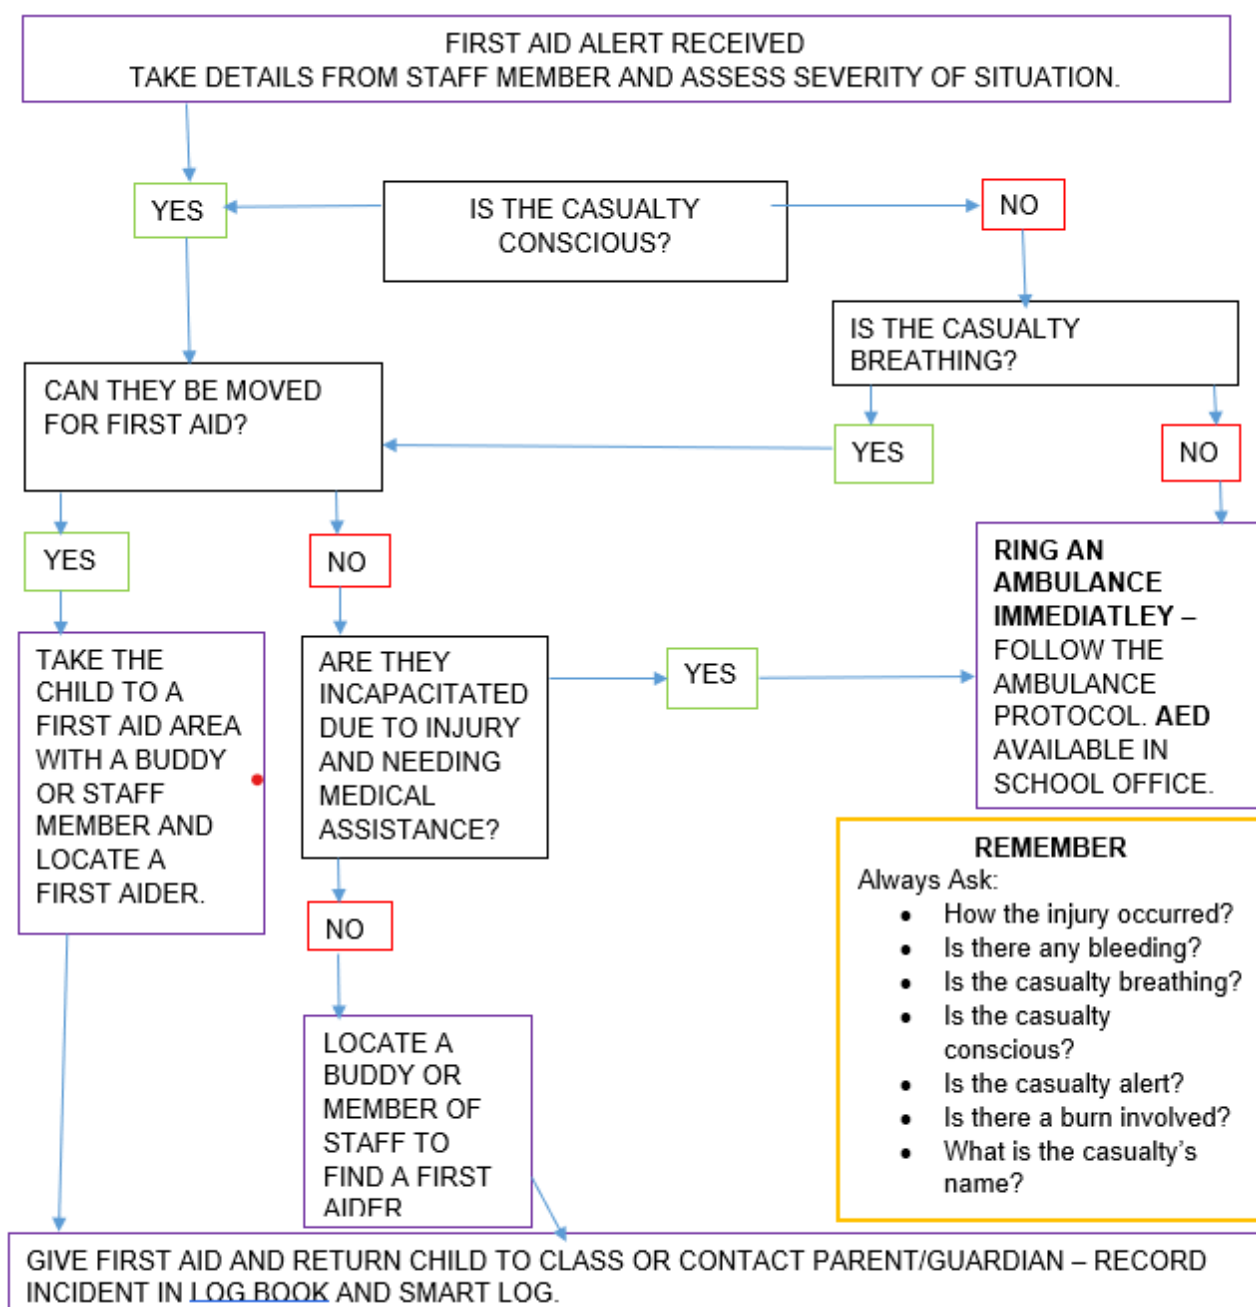 FIRST AID ALERT RECEIVED
TAKE DETAILS FROM STAFF MEMBER AND ASSESS SEVERITY OF SITUATION.
YES
IS THE CASUALTY
CONSCIOUS?
NO
IS THE CASUALTY
BREATHING?
CAN THEY BE MOVED
FOR FIRST AID?
YES
NO
YES
NO
RING AN
AMBULANCE
IMMEDIATLEY –
FOLLOW THE
AMBULANCE
PROTOCOL. AED
AVAILABLE IN
SCHOOL OFFICE.
TAKE THE
CHILD TO A
FIRST AID AREA
WITH A BUDDY
OR STAFF
MEMBER AND
LOCATE A
FIRST AIDER.
ARE THEY
INCAPACITATED
DUE TO INJURY
AND NEEDING
MEDICAL
ASSISTANCE?
YES
NO
REMEMBER
Always Ask:
• How the injury occurred?
• Is there any bleeding?
• Is the casualty breathing?
• Is the casualty
conscious?
• Is the casualty alert?
• Is there a burn involved?
• What is the casualty's
name?
LOCATE A
BUDDY OR
MEMBER OF
STAFF TO
FIND A FIRST
AIDER
GIVE FIRST AID AND RETURN CHILD TO CLASS OR CONTACT PARENT/GUARDIAN – RECORD
INCIDENT IN LOG BOOK AND SMART LOG.